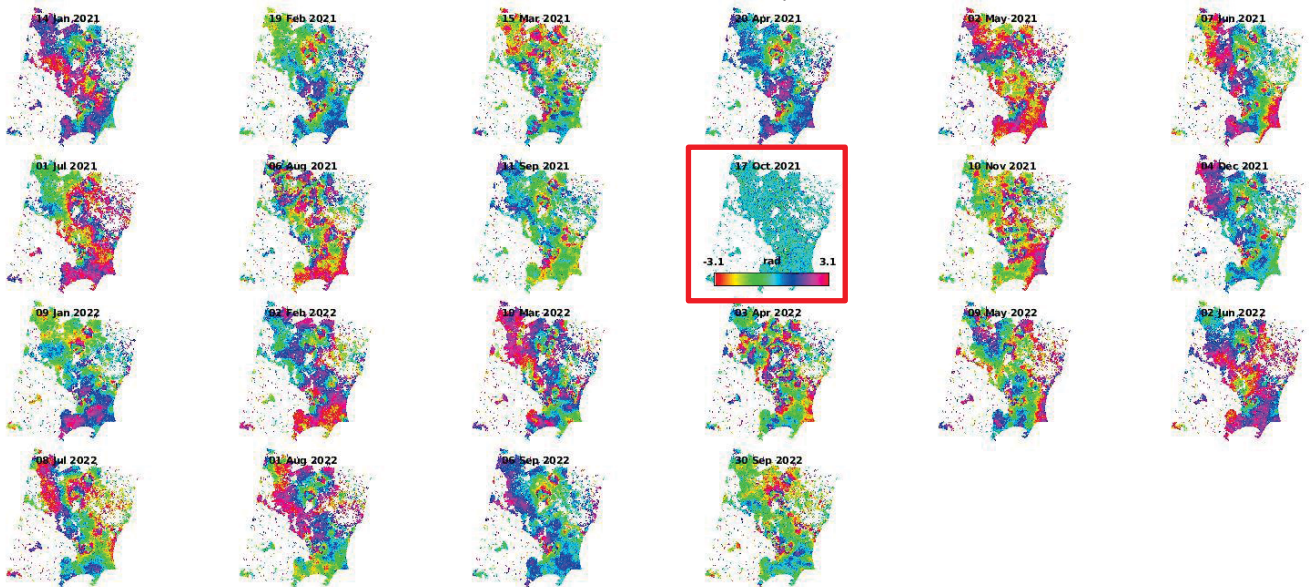 14 Jan 2021
19 Feb 2021
15 Mar 2021
20 Apr 2021
02 May 2021
07 Jun 2021
01 Jul 2021
06 Aug 2021
11 Sep 2021
17 Oct 2021
10 Nov 2021
04 Dec 2021
-3.1 rad 3.1
09 Jan 2022
02 Feb 2022
10 Mar 2022
03 Apr 2022
09 May 2022
02 Jun 2022
08 Jul 2022
01 Aug 2022
06 Sep 2022
30 Sep 2022